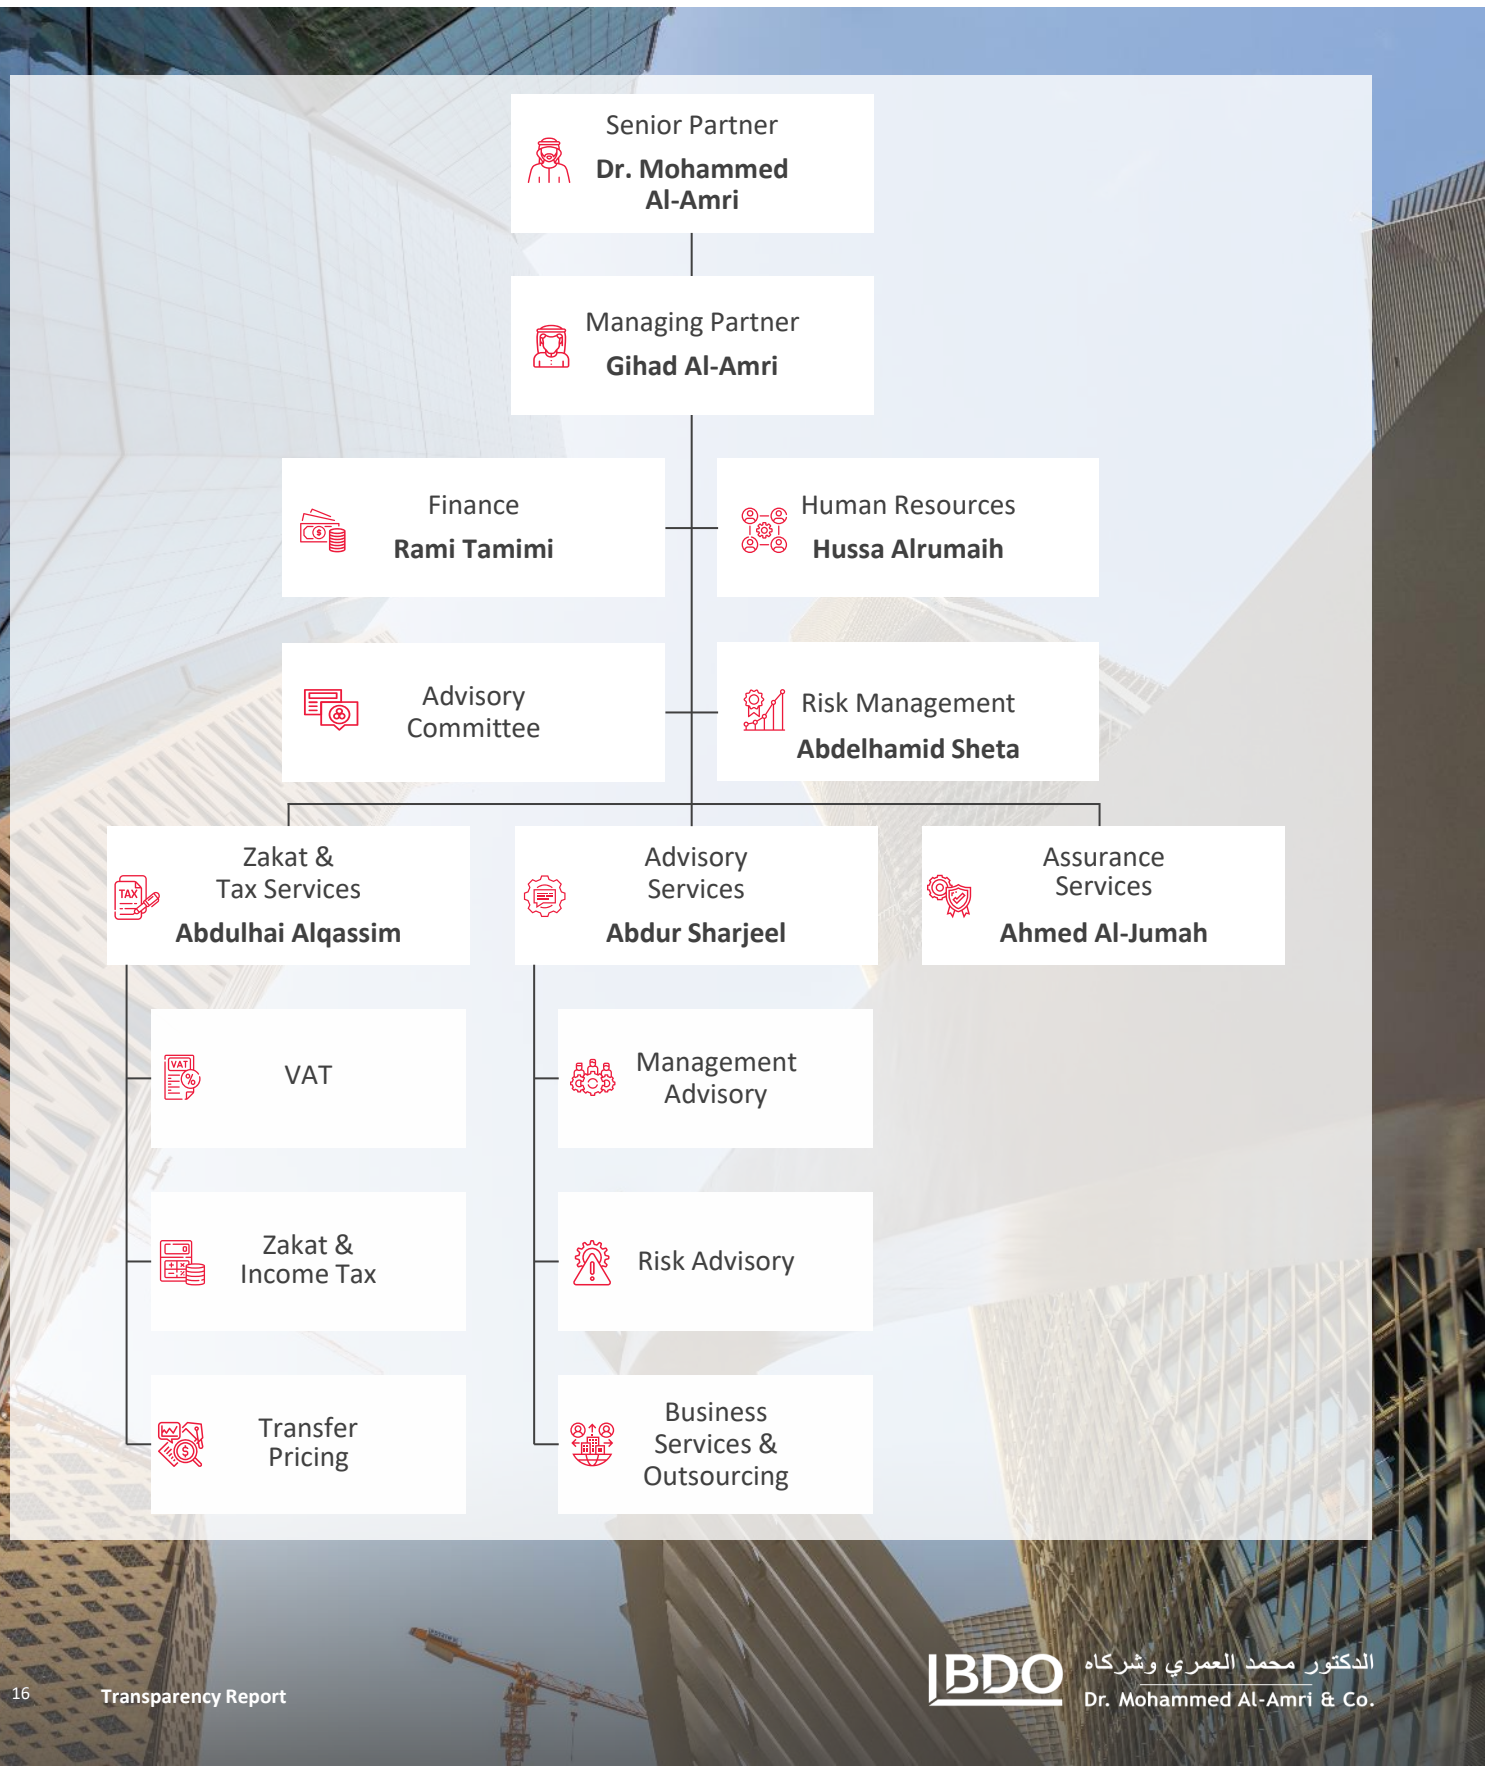 Senior Partner
Dr. Mohammed
Al-Amri
Managing Partner
Gihad Al-Amri
Finance
Rami Tamimi
Human Resources
Hussa Alrumaih
Advisory
Committee
Risk Management
Abdelhamid Sheta
Zakat &
Tax Services
Abdulhai Alqassim
Advisory
Services
Abdur Sharjeel
Assurance
Services
Ahmed Al-Jumah
TAX
VAT
VAT
Zakat &
Income Tax
Transfer
Pricing
Management
Advisory
Risk Advisory
Business
Services &
Outsourcing
16
Transparency Report
BDO
الدكتور محمد العمري وشركاه
Dr. Mohammed Al-Amri & Co.